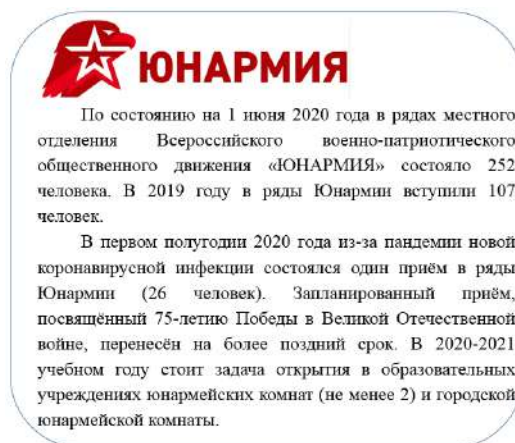 ЮНАРМИЯ
По состоянию на 1 июня 2020 года в рядах местного
отделения Всероссийского военно-патриотического
общественного движения «ЮНАРМИЯ» состояло 252
человека. В 2019 году в ряды Юнармии вступили 107
человек.
В первом полугодии 2020 года из-за пандемии новой
коронавирусной инфекции состоялся один приём в ряды
Юнармии (26 человек). Запланированный приём,
посвящённый 75-летию Победы в Великой Отечественной
войне, перенесён на более поздний срок. В 2020-2021
учебном году стоит задача открытия в образовательных
учреждениях юнармейских комнат (не менее 2) и городской
юнармейской комнаты.